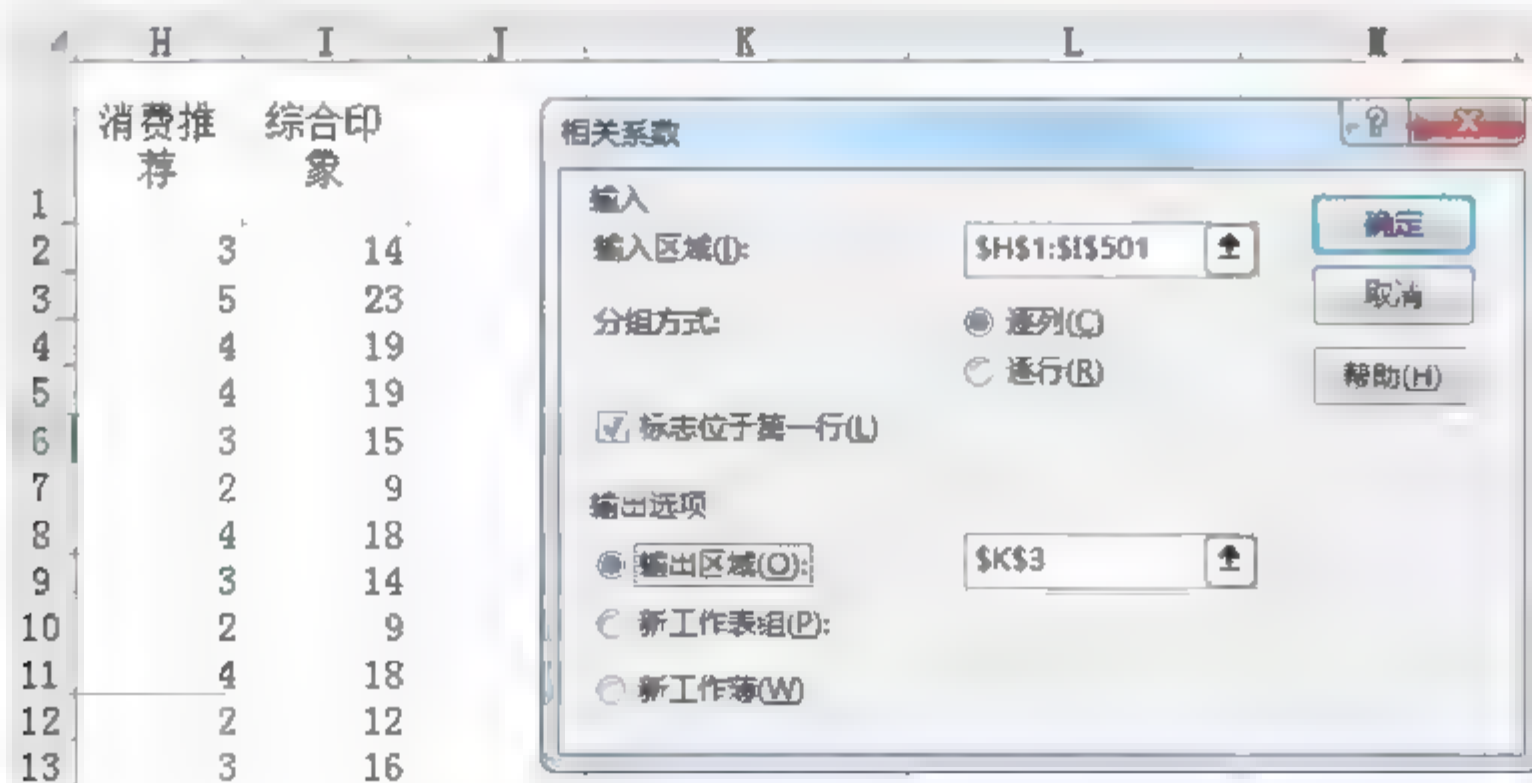 H I J K L M
消费推荐 综合印象
1
2 3 14
3 5 23
4 4 19
5 4 19
6 3 15
7 2 9
8 4 18
9 3 14
10 2 9
11 4 18
12 2 12
13 3 16
相关系数
输入
输入区域(I): $H$1:$I$501
分组方式: 逐列(C)
逐行(R)
标志位于第一行(L)
输出选项
输出区域(O): $K$3
新工作表组(P):
新工作薄(W)
确定
取消
帮助(H)